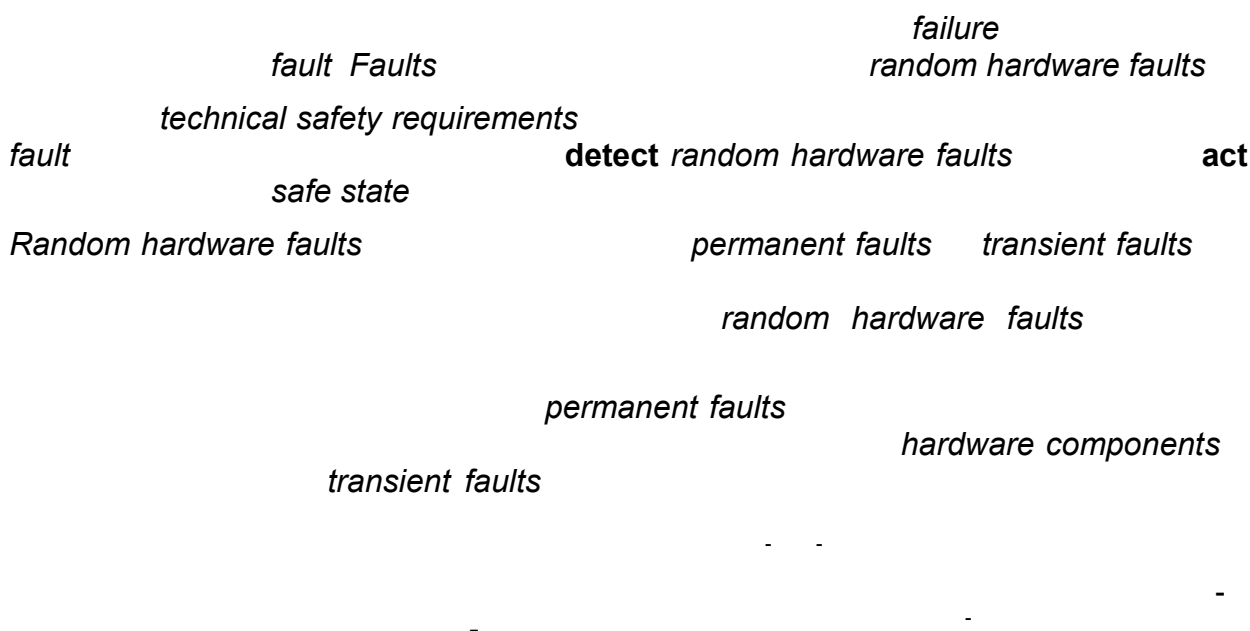 failure
fault Faults random hardware faults
technical safety requirements
fault detect random hardware faults act
safe state
Random hardware faults permanent faults transient faults
random hardware faults
permanent faults
hardware components
transient faults
- -
-
- -